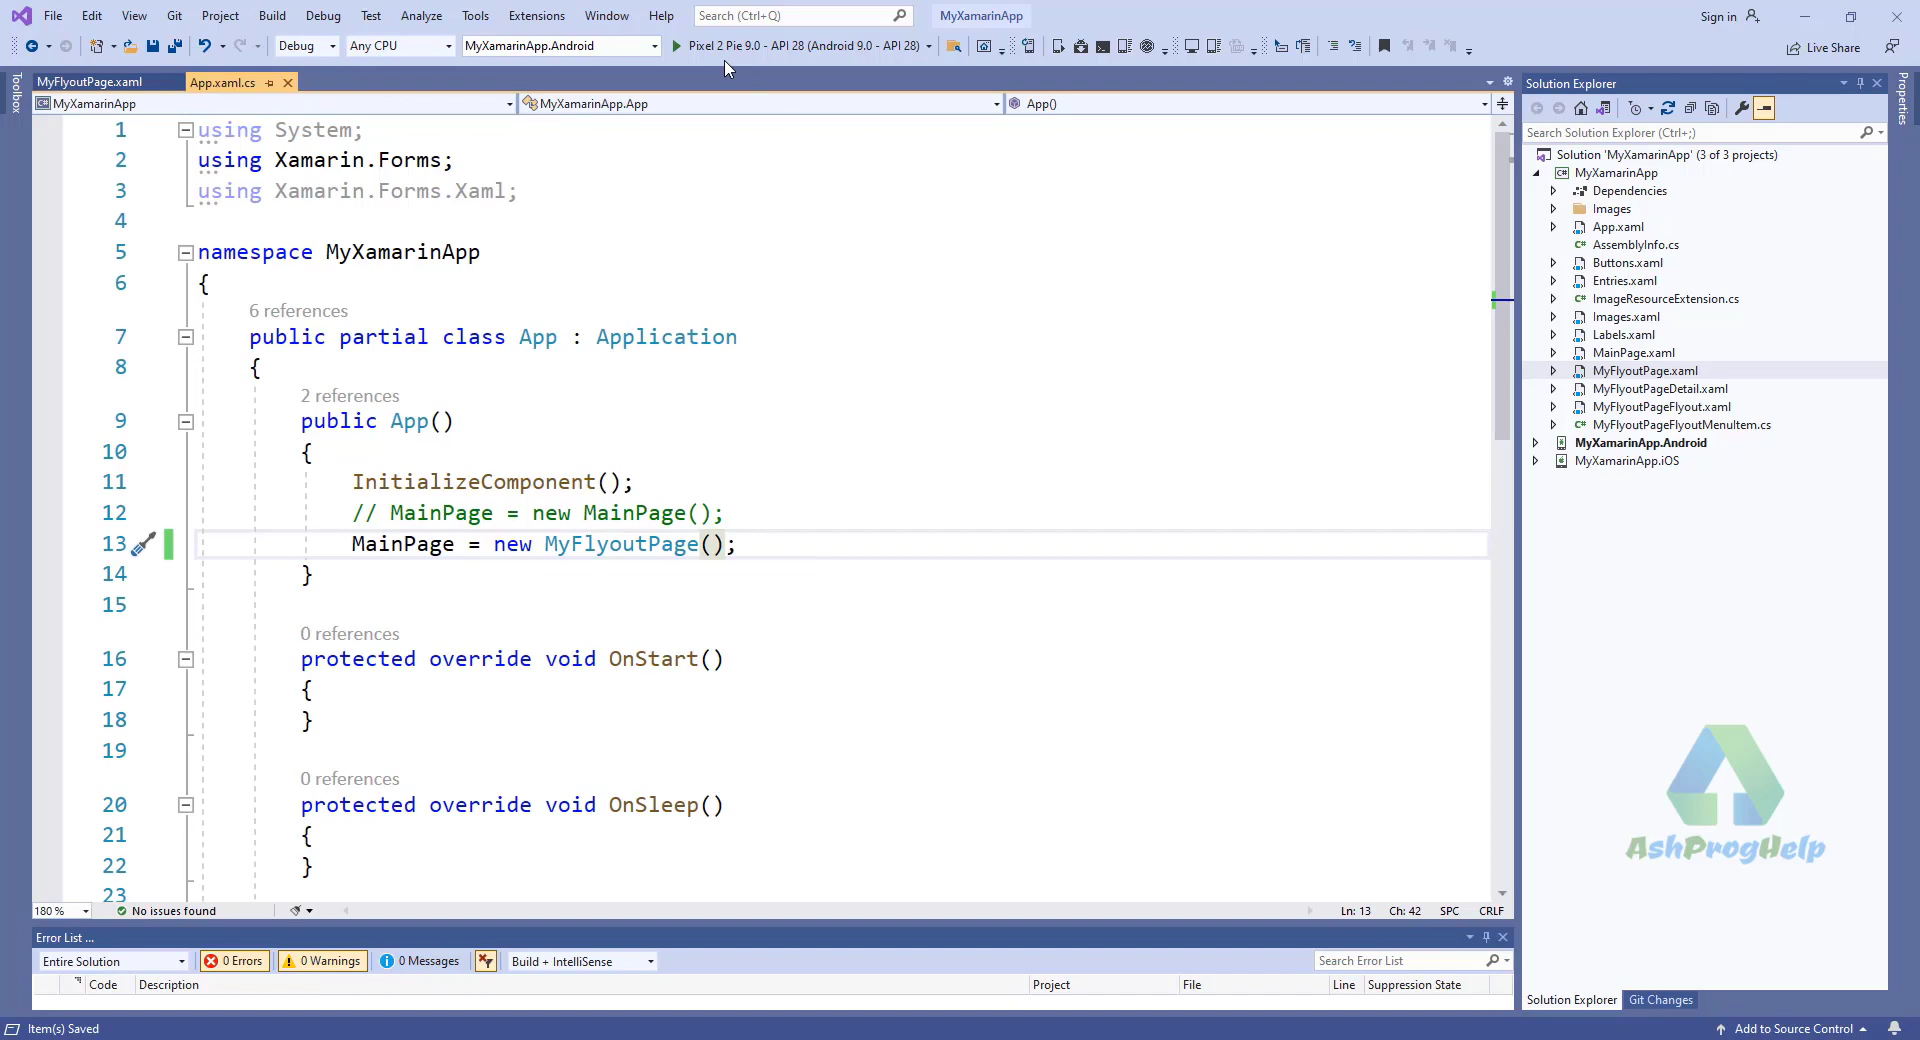 File Edit View Git Project Build Debug Test Analyze Tools Extensions Window Help Search (Ctrl+Q) MyXamarinApp Sign in
Debug Any CPU MyXamarinApp.Android Pixel 2 Pie 9.0 - API 28 (Android 9.0 - API 28) Live Share
Toolbox
MyFlyoutPage.xaml App.xaml.cs
MyXamarinApp MyXamarinApp.App App()
1 using System;
2 using Xamarin.Forms;
3 using Xamarin.Forms.Xaml;
4
5 namespace MyXamarinApp
6 {
6 references
7 public partial class App : Application
8 {
2 references
9 public App()
10 {
11 InitializeComponent();
12 // MainPage = new MainPage();
13 MainPage = new MyFlyoutPage();
14 }
15
0 references
16 protected override void OnStart()
17 {
18 }
19
0 references
20 protected override void OnSleep()
21 {
22 }
23
180 % No issues found Ln: 13 Ch: 42 SPC CRLF
Error List ...
Entire Solution 0 Errors 0 Warnings 0 Messages Build + IntelliSense Search Error List
Code Description Project File Line Suppression State
Solution Explorer
Search Solution Explorer (Ctrl+;)
Solution 'MyXamarinApp' (3 of 3 projects)
MyXamarinApp
Dependencies
Images
App.xaml
AssemblyInfo.cs
Buttons.xaml
Entries.xaml
ImageResourceExtension.cs
Images.xaml
Labels.xaml
MainPage.xaml
MyFlyoutPage.xaml
MyFlyoutPageDetail.xaml
MyFlyoutPageFlyout.xaml
MyFlyoutPageFlyoutMenuItem.cs
MyXamarinApp.Android
MyXamarinApp.iOS
AshProgHelp
Solution Explorer Git Changes
Properties
Item(s) Saved Add to Source Control